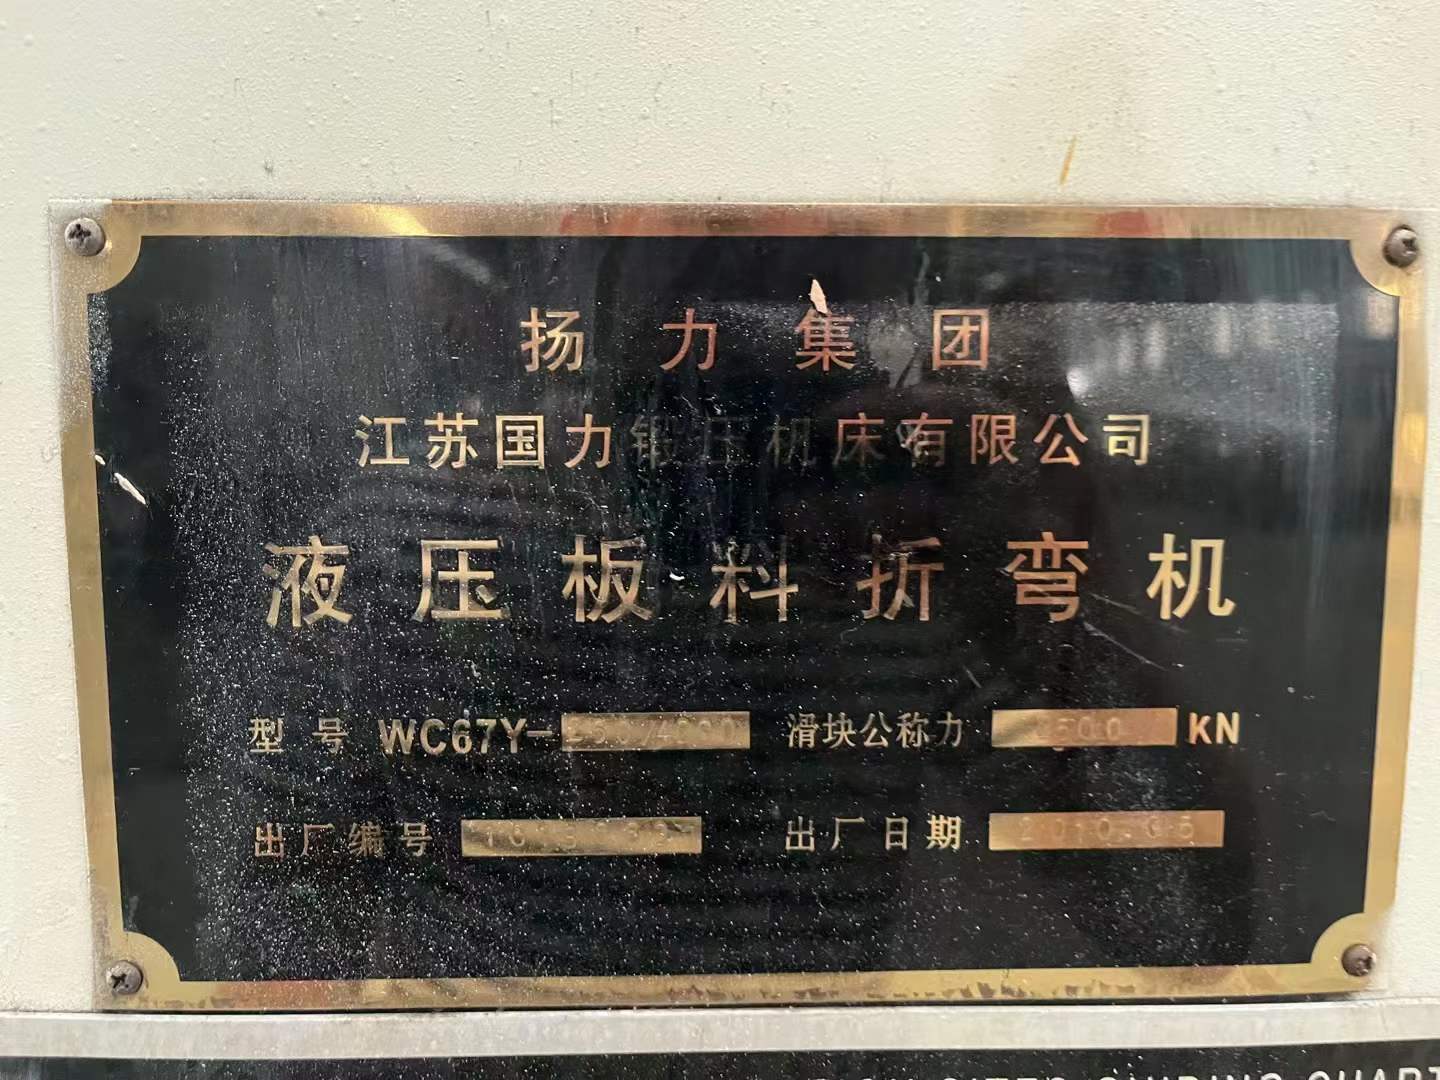 扬力集团
江苏国力锻压机床有限公司
液压板料折弯机
型号 WC67Y- 滑块公称力 KN
出厂编号 出厂日期 2010.05